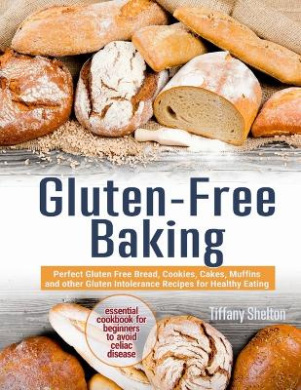 Gluten-Free
Baking
Perfect Gluten Free Bread, Cookies, Cakes, Muffins
and other Gluten Intolerance Recipes for Healthy Eating
essential
cookbook for
beginners
to avoid
celiac
disease
Tiffany Shelton